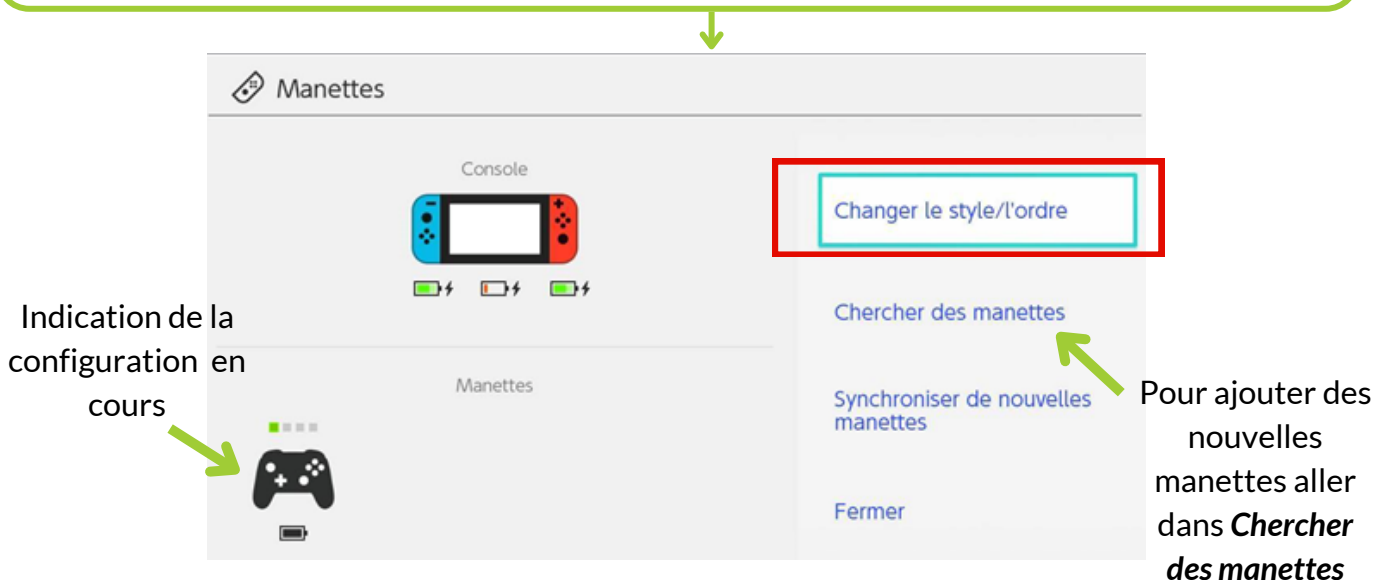 Manettes
Console
Changer le style/l'ordre
Chercher des manettes
Indication de la
configuration en
cours
Manettes
Synchroniser de nouvelles
manettes
Fermer
Pour ajouter des
nouvelles
manettes aller
dans Chercher
des manettes